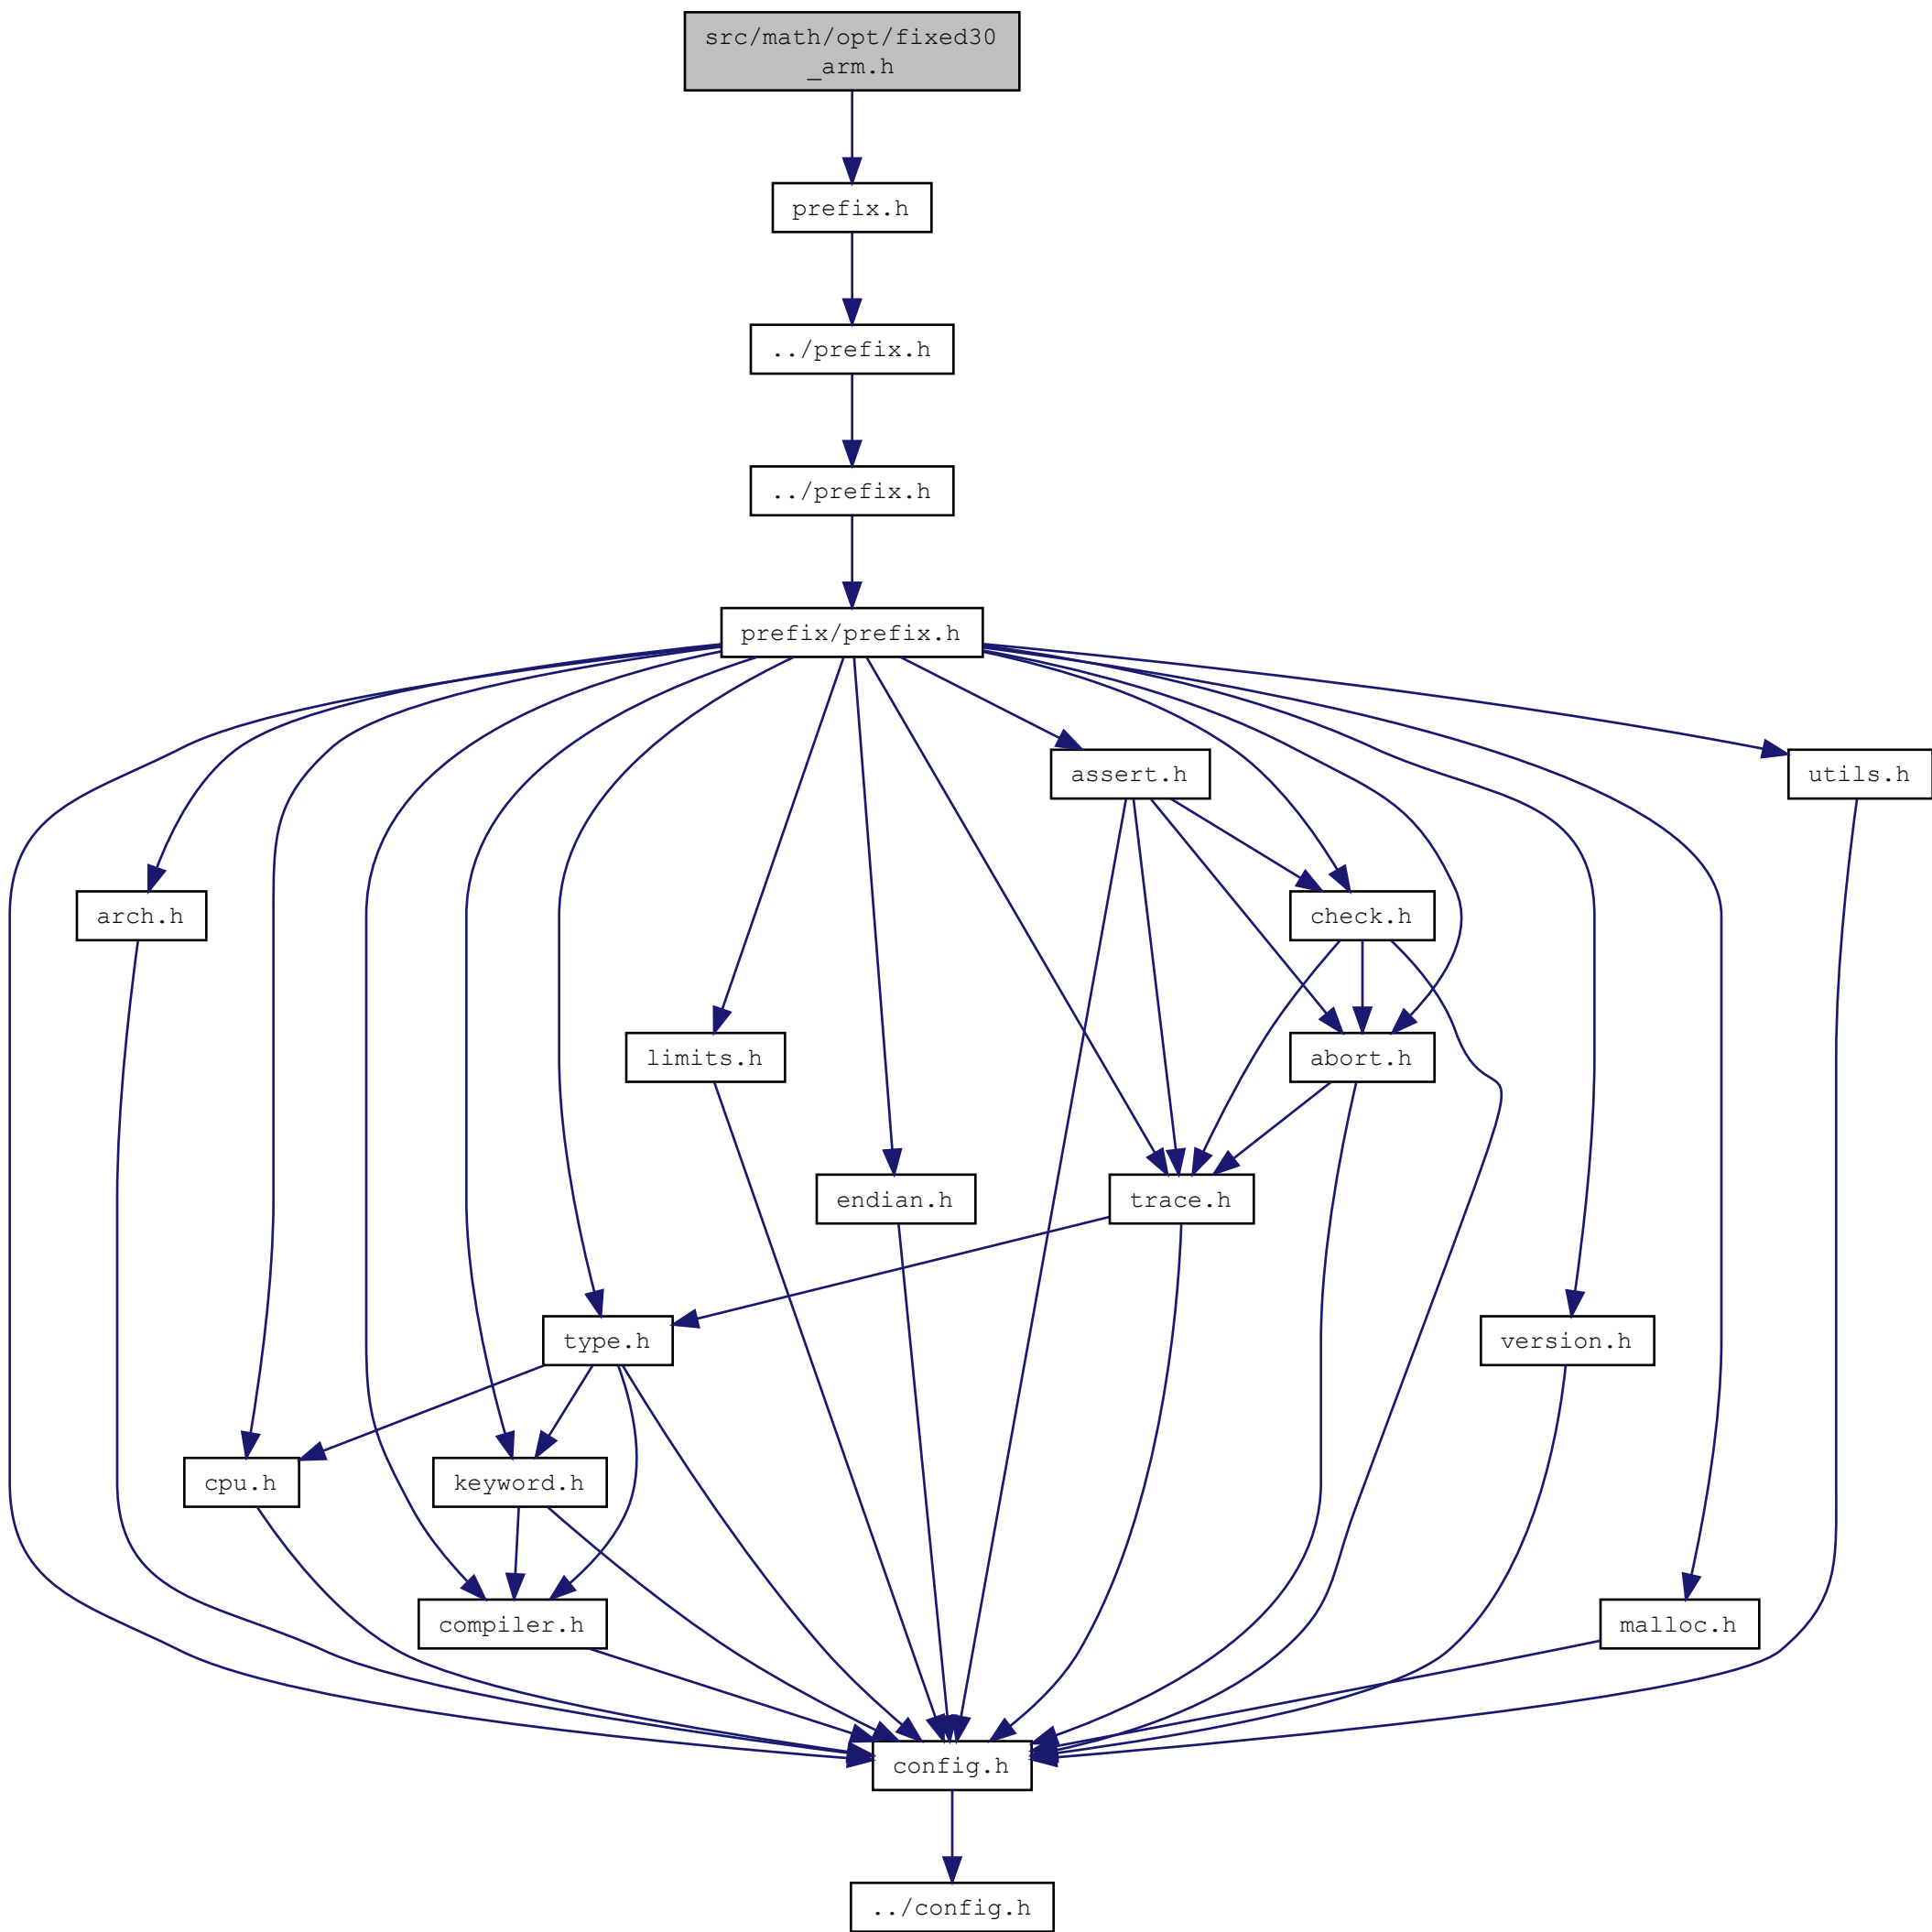 src/math/opt/fixed30
_arm.h
prefix.h
../prefix.h
../prefix.h
prefix/prefix.h
assert.h
utils.h
arch.h
check.h
limits.h
abort.h
endian.h
trace.h
type.h
version.h
cpu.h
keyword.h
compiler.h
malloc.h
config.h
../config.h